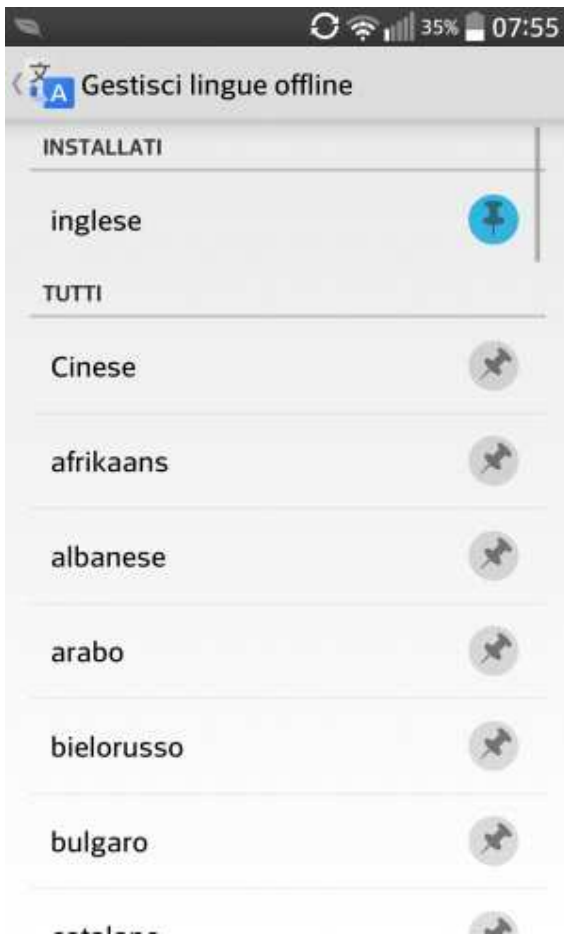 35% 07:55
Gestisci lingue offline
INSTALLATI
inglese
TUTTI
Cinese
afrikaans
albanese
arabo
bielorusso
bulgaro